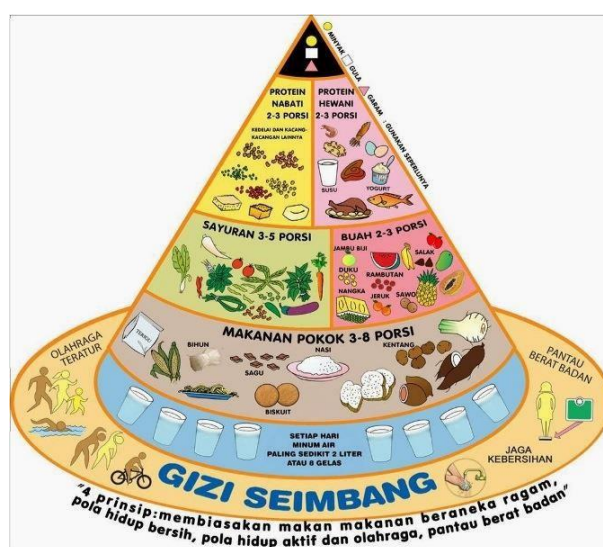 MINYAK
GULA
GARAM
: GUNAKAN SEPERLUNYA
PROTEIN
NABATI
2-3 PORSI
KEDELAI DAN KACANG-
KACANGAN LAINNYA
PROTEIN
HEWANI
2-3 PORSI
SUSU
YOGURT
SAYURAN 3-5 PORSI
BUAH 2-3 PORSI
JAMBU BIJI
SALAK
DUKU
RAMBUTAN
NANGKA
JERUK
SAWO
MAKANAN POKOK 3-8 PORSI
BIHUN
NASI
KENTANG
SAGU
BISKUIT
OLAHRAGA
TERATUR
PANTAU
BERAT BADAN
JAGA
KEBERSIHAN
SETIAP HARI
MINUM AIR
PALING SEDIKIT 2 LITER
ATAU 8 GELAS
GIZI SEIMBANG
"4 prinsip:membiasakan makan makanan beraneka ragam,
pola hidup bersih, pola hidup aktif dan olahraga, pantau berat badan"